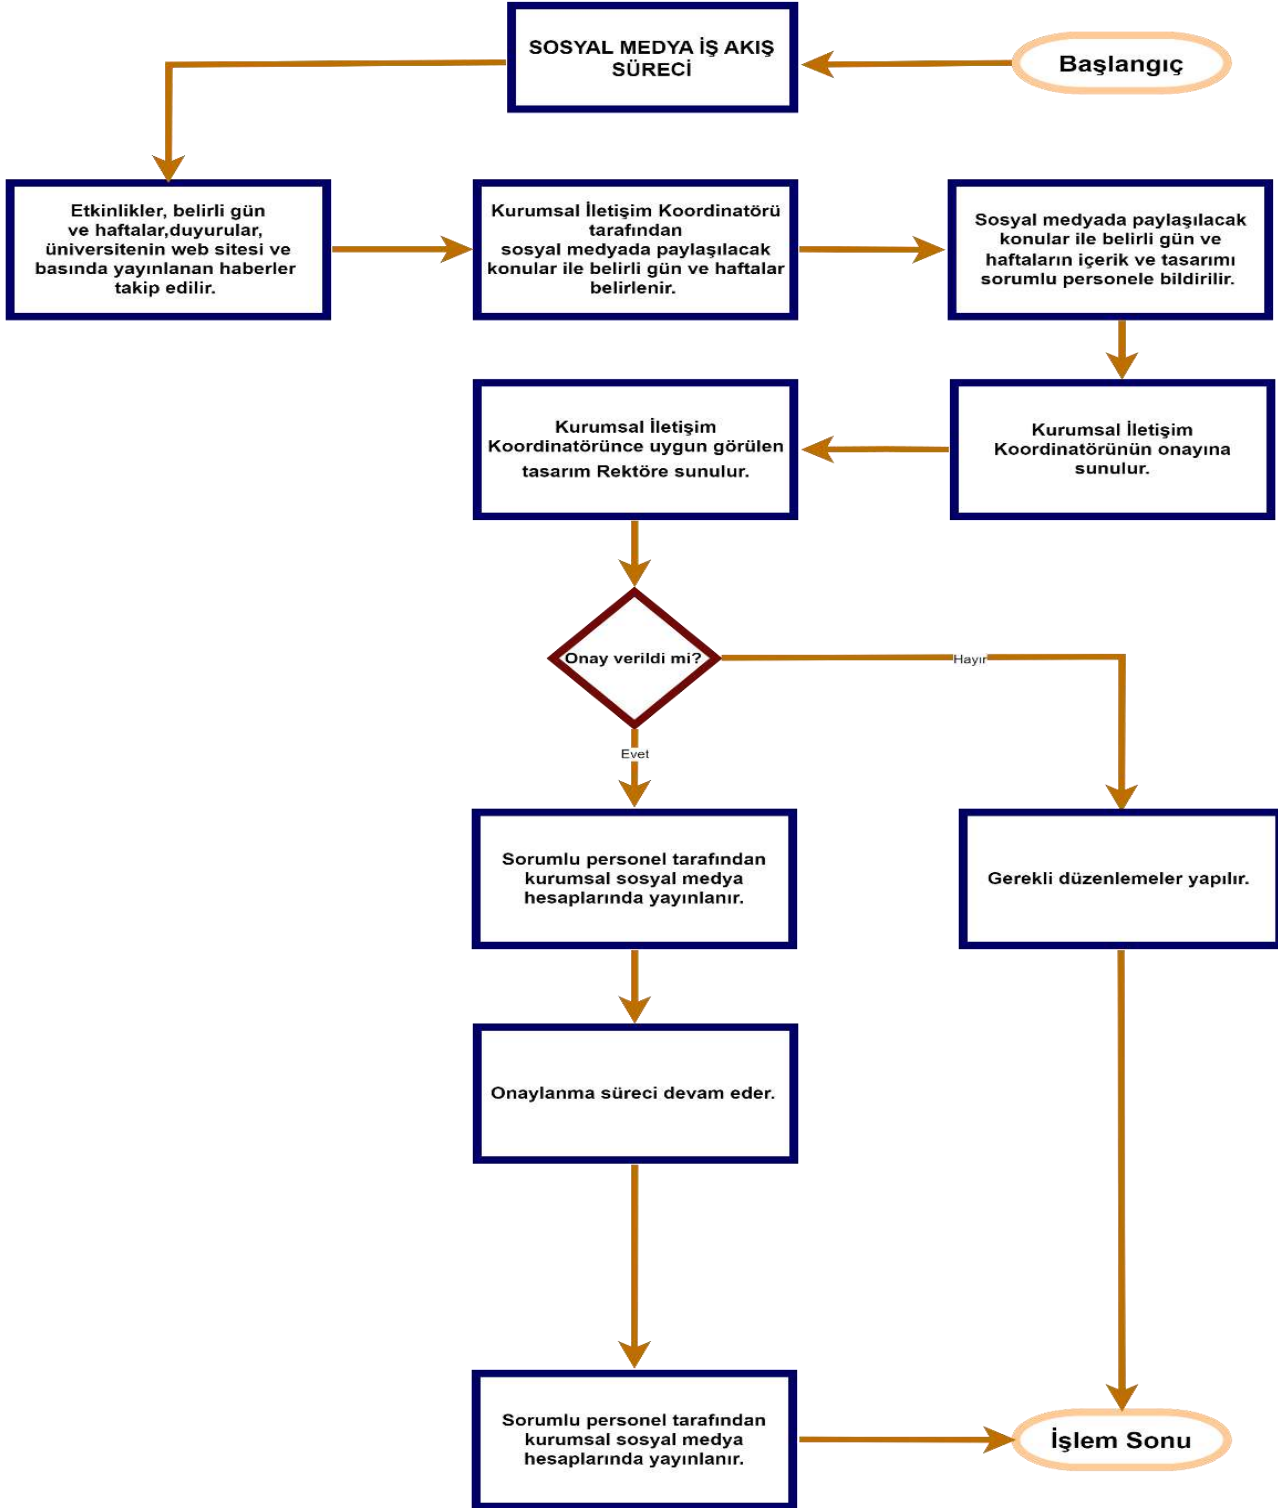 SOSYAL MEDYA İŞ AKIŞ
SÜRECİ
Başlangıç
Etkinlikler, belirli gün
ve haftalar,duyurular,
üniversitenin web sitesi ve
basında yayınlanan haberler
takip edilir.
Kurumsal İletişim Koordinatörü
tarafından
sosyal medyada paylaşılacak
konular ile belirli gün ve haftalar
belirlenir.
Sosyal medyada paylaşılacak
konular ile belirli gün ve
haftaların içerik ve tasarımı
sorumlu personele bildirilir.
Kurumsal İletişim
Koordinatörünün onayına
sunulur.
Kurumsal İletişim
Koordinatörünce uygun görülen
tasarım Rektöre sunulur.
Onay verildi mi?
Hayır
Evet
Sorumlu personel tarafından
kurumsal sosyal medya
hesaplarında yayınlanır.
Gerekli düzenlemeler yapılır.
Onaylanma süreci devam eder.
Sorumlu personel tarafından
kurumsal sosyal medya
hesaplarında yayınlanır.
İşlem Sonu